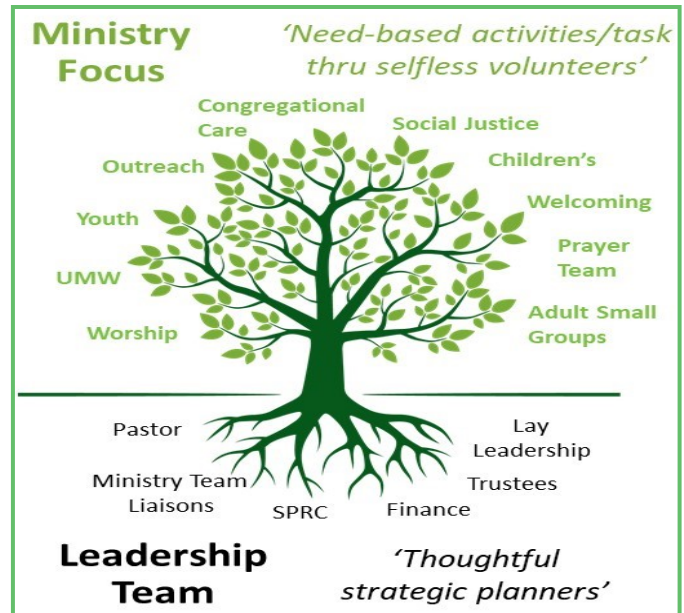 Ministry
Focus
‘Need-based activities/task
thru selfless volunteers’
Congregational
Care
Social Justice
Outreach
Children’s
Youth
Welcoming
UMW
Prayer
Team
Worship
Adult Small
Groups
Pastor
Lay
Leadership
Ministry Team
Liaisons
SPRC
Finance
Trustees
Leadership
Team
‘Thoughtful
strategic planners’